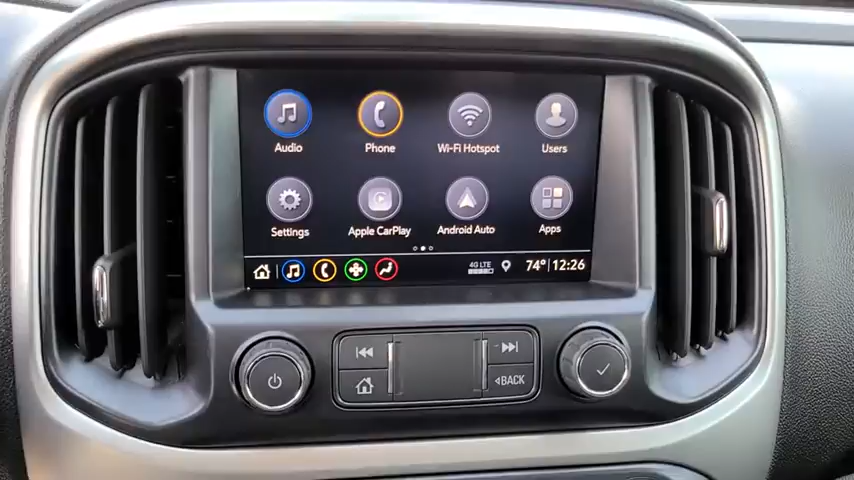 Audio Phone Wi-Fi Hotspot Users
Settings Apple CarPlay Android Auto Apps
4G LTE 74° 12:26
BACK